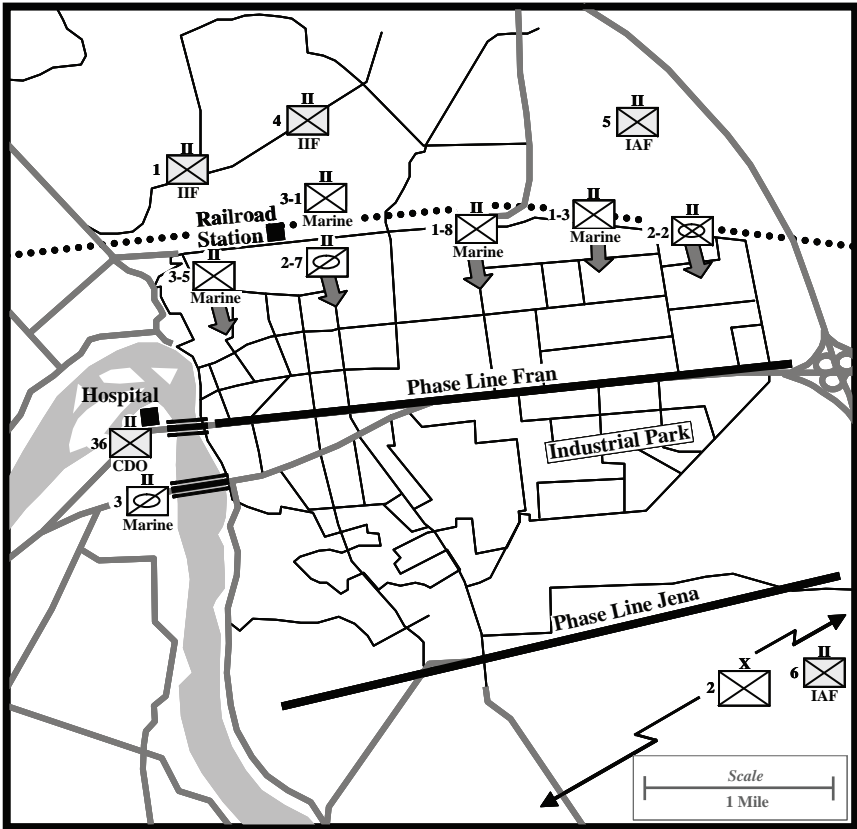 II
4
IIF
II
5
IAF
II
1
IIF
II
3-1
Marine
Railroad
Station
II
1-8
Marine
II
1-3
Marine
II
2-2
II
3-5
Marine
II
2-7
Phase Line Fran
Hospital
II
36
CDO
Industrial Park
II
3
Marine
Phase Line Jena
X
2
II
6
IAF
Scale
1 Mile